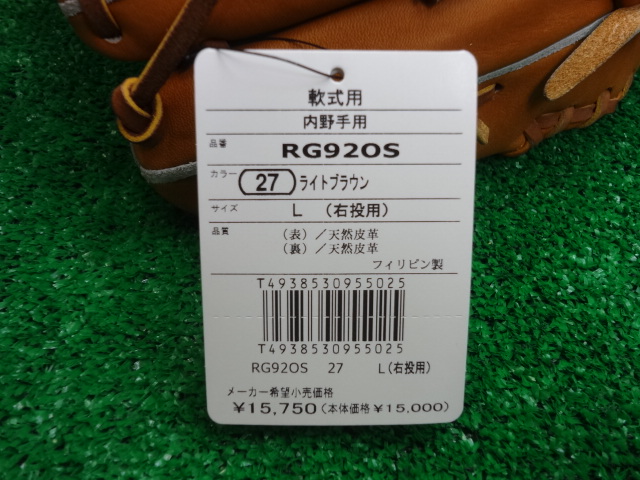 軟式用
内野手用
品番 RG92OS
カラー 27 ライトブラウン
サイズ L (右投用)
品質 (表)/天然皮革
(裏)/天然皮革
フィリピン製
T4938530955025
T4938530955025
RG92OS 27 L(右投用)
メーカー希望小売価格
¥15,750(本体価格¥15,000)